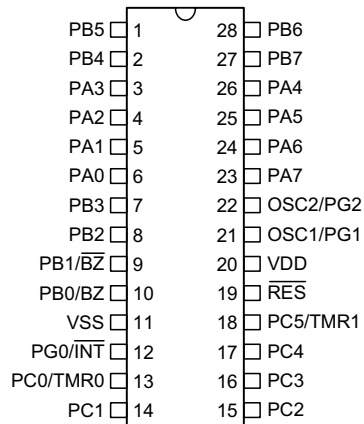 PB5 1 28 PB6
PB4 2 27 PB7
PA3 3 26 PA4
PA2 4 25 PA5
PA1 5 24 PA6
PA0 6 23 PA7
PB3 7 22 OSC2/PG2
PB2 8 21 OSC1/PG1
PB1/B̅Z̅ 9 20 VDD
PB0/BZ 10 19 R̅E̅S̅
VSS 11 18 PC5/TMR1
PG0/I̅N̅T̅ 12 17 PC4
PC0/TMR0 13 16 PC3
PC1 14 15 PC2